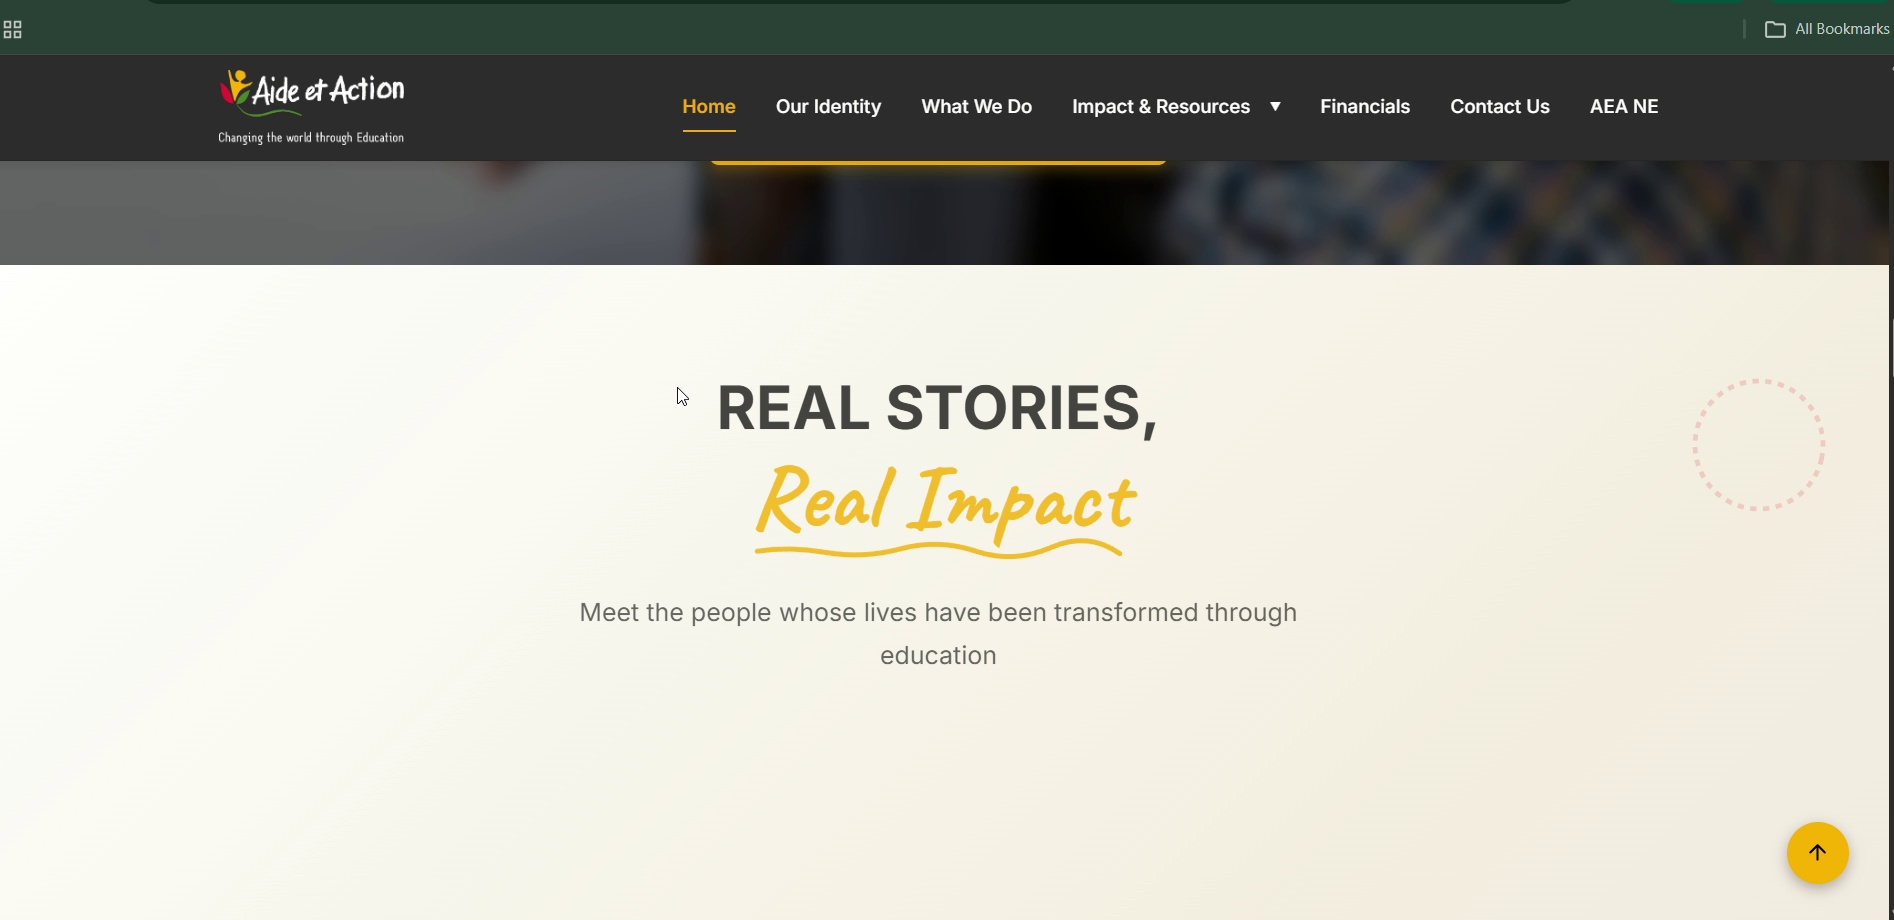 All Bookmarks
Aide et Action
Changing the world through Education
Home Our Identity What We Do Impact & Resources ▼ Financials Contact Us AEA NE
REAL STORIES,
Real Impact
Meet the people whose lives have been transformed through
education